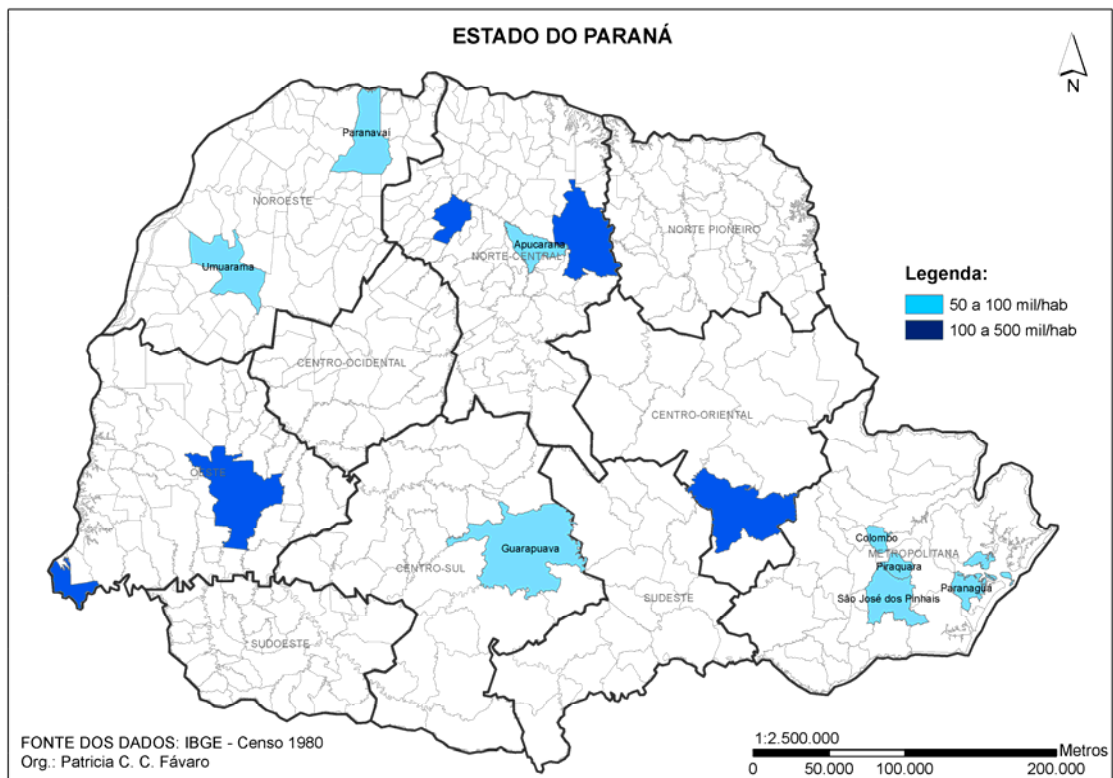 ESTADO DO PARANÁ
N
Paranavaí
NOROESTE
NORTE PIONEIRO
Apucarana
NORTE-CENTRAL
Umuarama
Legenda:
50 a 100 mil/hab
100 a 500 mil/hab
CENTRO-OCIDENTAL
CENTRO-ORIENTAL
OESTE
Guarapuava
CENTRO-SUL
Colombo
METROPOLITANA
Piraquara
São José dos Pinhais
Paranaguá
SUDESTE
SUDOESTE
FONTE DOS DADOS: IBGE - Censo 1980
Org.: Patricia C. C. Fávaro
1:2.500.000
Metros
0 50.000 100.000 200.000